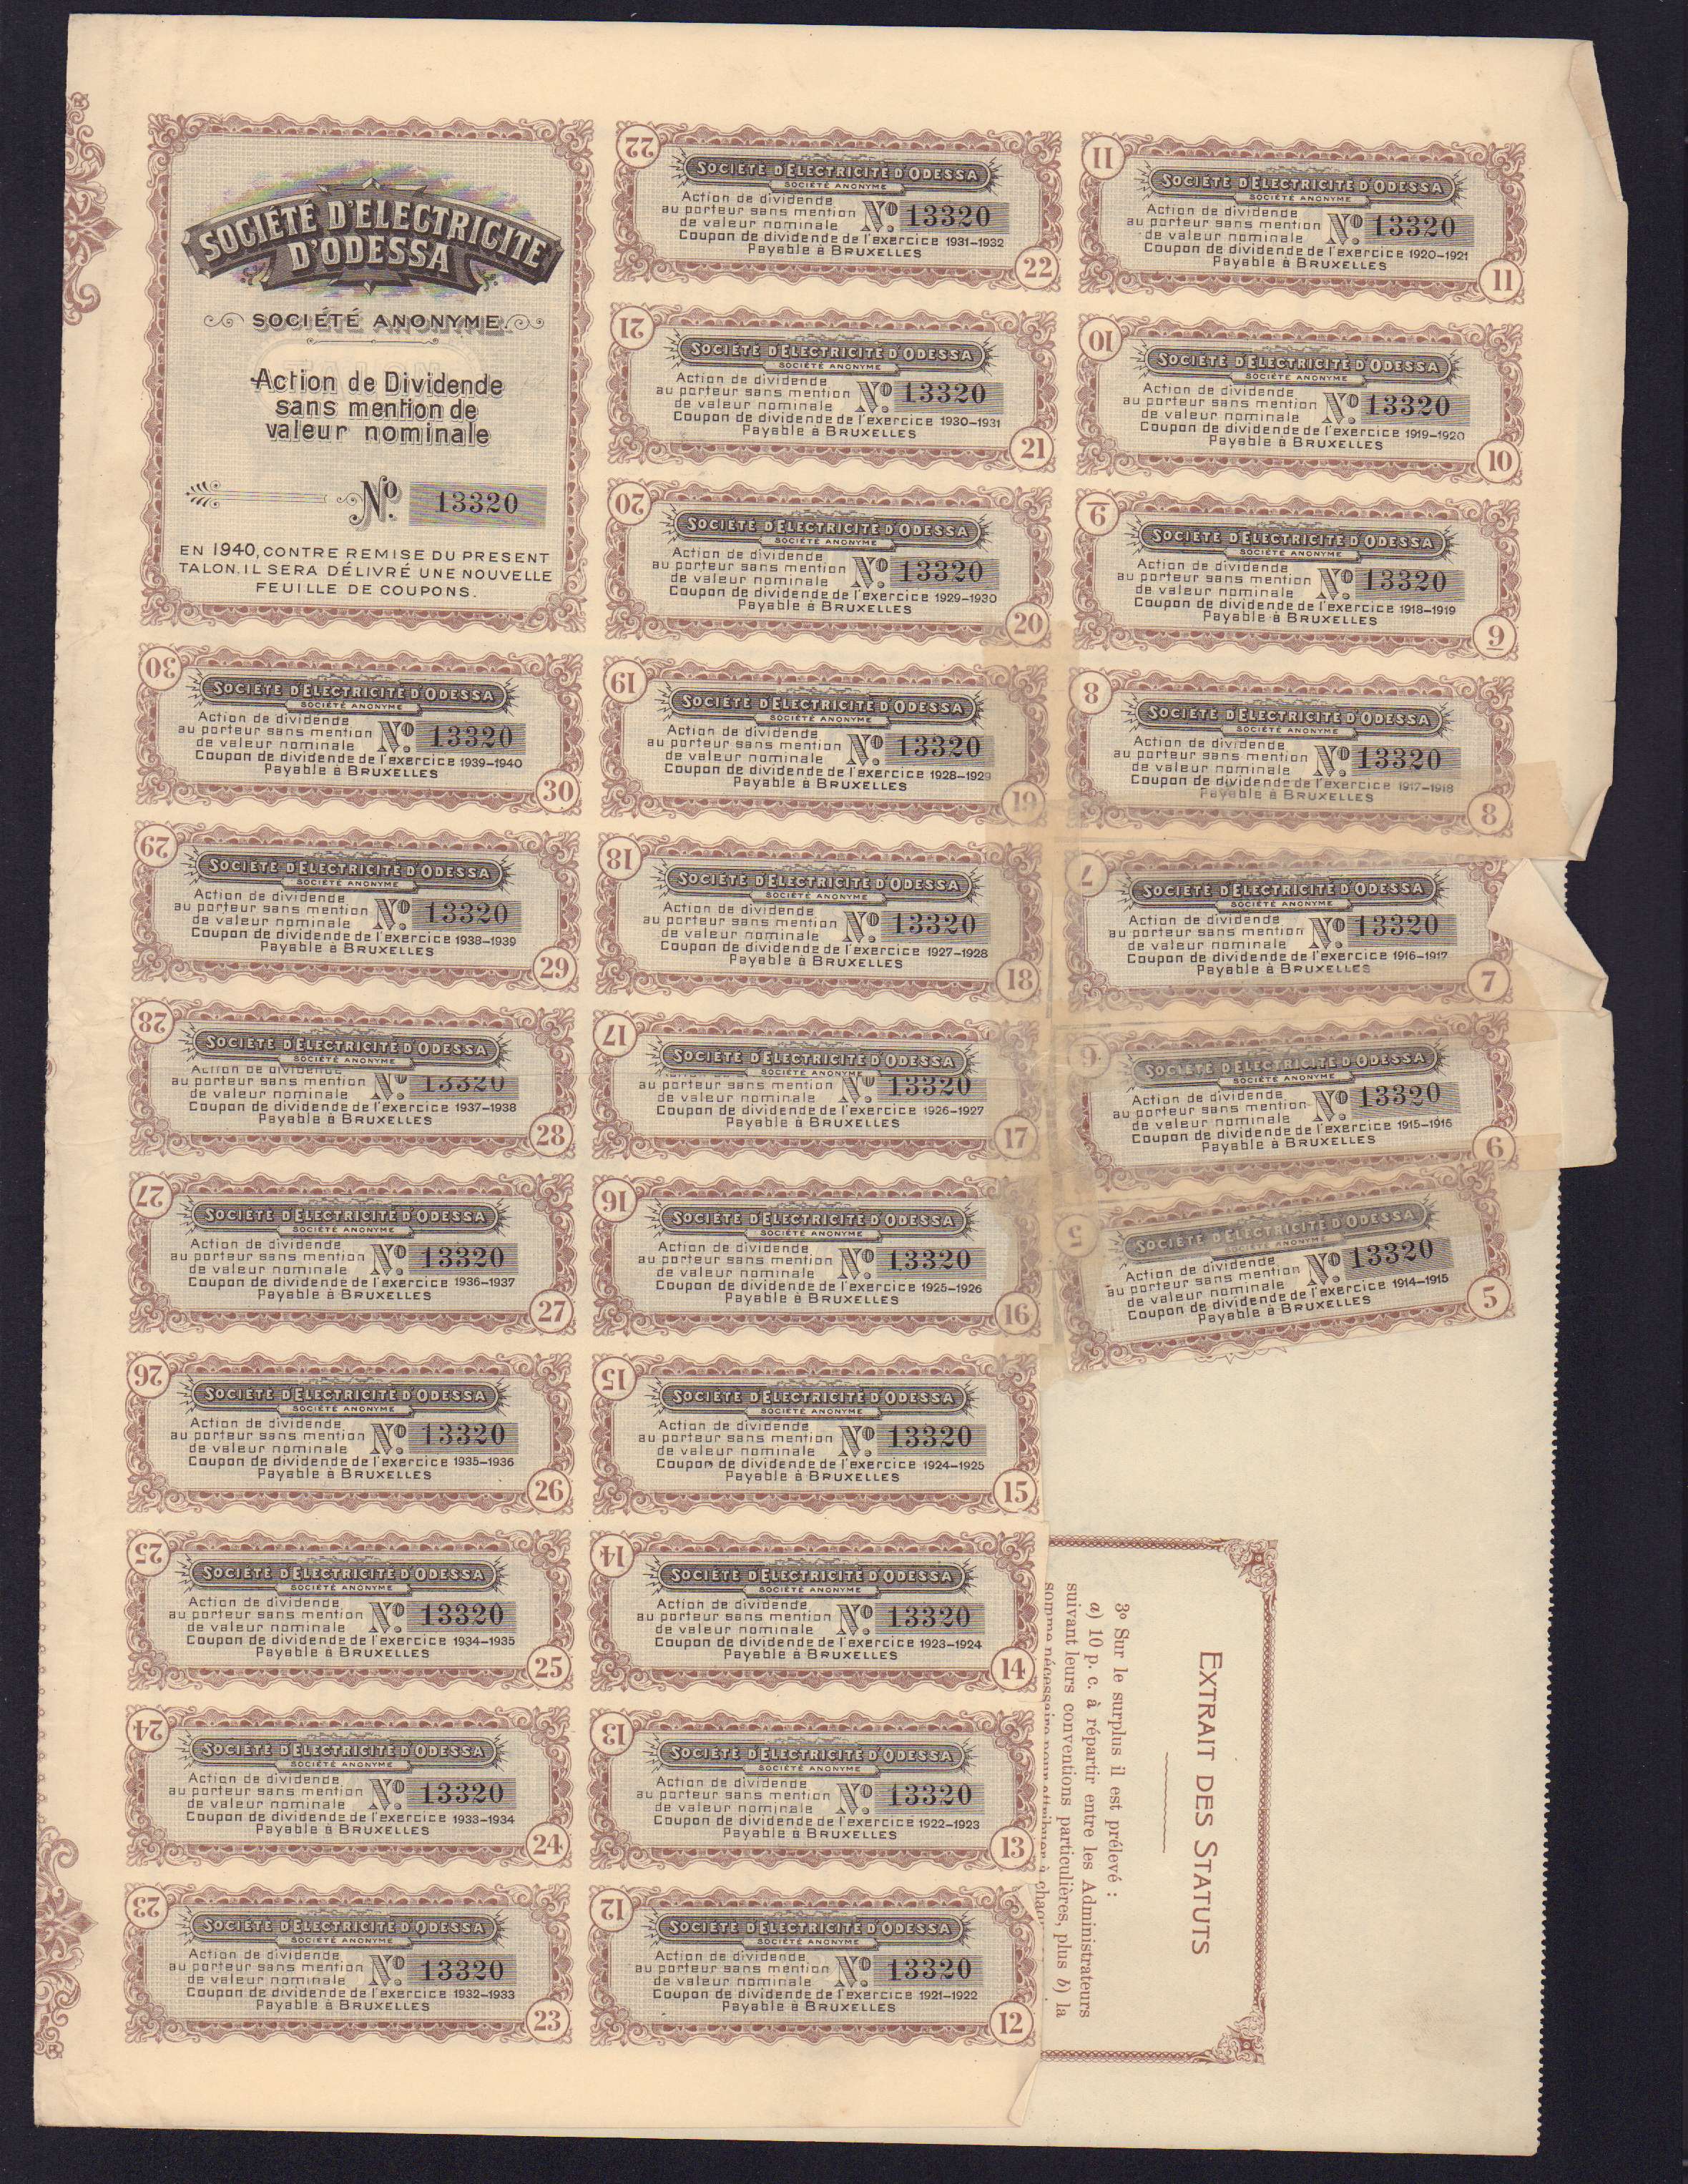 SOCIÉTÉ D'ELECTRICITE
D'ODESSA
SOCIÉTÉ ANONYME.
Action de Dividende
sans mention de
valeur nominale
Nº 13320
EN 1940, CONTRE REMISE DU PRESENT
TALON, IL SERA DÉLIVRÉ UNE NOUVELLE
FEUILLE DE COUPONS.
30
SOCIÉTÉ D'ELECTRICITÉ D'ODESSA
SOCIÉTÉ ANONYME
Action de dividende
au porteur sans mention
de valeur nominale
Nº 13320
Coupon de dividende de l'exercice 1939-1940
Payable à BRUXELLES
30
29
SOCIÉTÉ D'ELECTRICITÉ D'ODESSA
SOCIÉTÉ ANONYME
Action de dividende
au porteur sans mention
de valeur nominale
Nº 13320
Coupon de dividende de l'exercice 1938-1939
Payable à BRUXELLES
29
28
SOCIÉTÉ D'ELECTRICITÉ D'ODESSA
SOCIÉTÉ ANONYME
Action de dividende
au porteur sans mention
de valeur nominale
Nº 13320
Coupon de dividende de l'exercice 1937-1938
Payable à BRUXELLES
28
27
SOCIÉTÉ D'ELECTRICITÉ D'ODESSA
SOCIÉTÉ ANONYME
Action de dividende
au porteur sans mention
de valeur nominale
Nº 13320
Coupon de dividende de l'exercice 1936-1937
Payable à BRUXELLES
27
26
SOCIÉTÉ D'ELECTRICITÉ D'ODESSA
SOCIÉTÉ ANONYME
Action de dividende
au porteur sans mention
de valeur nominale
Nº 13320
Coupon de dividende de l'exercice 1935-1936
Payable à BRUXELLES
26
25
SOCIÉTÉ D'ELECTRICITÉ D'ODESSA
SOCIÉTÉ ANONYME
Action de dividende
au porteur sans mention
de valeur nominale
Nº 13320
Coupon de dividende de l'exercice 1934-1935
Payable à BRUXELLES
25
24
SOCIÉTÉ D'ELECTRICITÉ D'ODESSA
SOCIÉTÉ ANONYME
Action de dividende
au porteur sans mention
de valeur nominale
Nº 13320
Coupon de dividende de l'exercice 1933-1934
Payable à BRUXELLES
24
23
SOCIÉTÉ D'ELECTRICITÉ D'ODESSA
SOCIÉTÉ ANONYME
Action de dividende
au porteur sans mention
de valeur nominale
Nº 13320
Coupon de dividende de l'exercice 1932-1933
Payable à BRUXELLES
23
22
SOCIÉTÉ D'ELECTRICITÉ D'ODESSA
SOCIÉTÉ ANONYME
Action de dividende
au porteur sans mention
de valeur nominale
Nº 13320
Coupon de dividende de l'exercice 1931-1932
Payable à BRUXELLES
22
21
SOCIÉTÉ D'ELECTRICITÉ D'ODESSA
SOCIÉTÉ ANONYME
Action de dividende
au porteur sans mention
de valeur nominale
Nº 13320
Coupon de dividende de l'exercice 1930-1931
Payable à BRUXELLES
21
20
SOCIÉTÉ D'ELECTRICITÉ D'ODESSA
SOCIÉTÉ ANONYME
Action de dividende
au porteur sans mention
de valeur nominale
Nº 13320
Coupon de dividende de l'exercice 1929-1930
Payable à BRUXELLES
20
19
SOCIÉTÉ D'ELECTRICITÉ D'ODESSA
SOCIÉTÉ ANONYME
Action de dividende
au porteur sans mention
de valeur nominale
Nº 13320
Coupon de dividende de l'exercice 1928-1929
Payable à BRUXELLES
19
18
SOCIÉTÉ D'ELECTRICITÉ D'ODESSA
SOCIÉTÉ ANONYME
Action de dividende
au porteur sans mention
de valeur nominale
Nº 13320
Coupon de dividende de l'exercice 1927-1928
Payable à BRUXELLES
18
17
SOCIÉTÉ D'ELECTRICITÉ D'ODESSA
SOCIÉTÉ ANONYME
au porteur sans mention
de valeur nominale
Nº 13320
Coupon de dividende de l'exercice 1926-1927
Payable à BRUXELLES
17
16
SOCIÉTÉ D'ELECTRICITÉ D'ODESSA
SOCIÉTÉ ANONYME
Action de dividende
au porteur sans mention
de valeur nominale
Nº 13320
Coupon de dividende de l'exercice 1925-1926
Payable à BRUXELLES
16
15
SOCIÉTÉ D'ELECTRICITÉ D'ODESSA
SOCIÉTÉ ANONYME
Action de dividende
au porteur sans mention
de valeur nominale
Nº 13320
Coupon de dividende de l'exercice 1924-1925
Payable à BRUXELLES
15
14
SOCIÉTÉ D'ELECTRICITÉ D'ODESSA
SOCIÉTÉ ANONYME
Action de dividende
au porteur sans mention
de valeur nominale
Nº 13320
Coupon de dividende de l'exercice 1923-1924
Payable à BRUXELLES
14
13
SOCIÉTÉ D'ELECTRICITÉ D'ODESSA
SOCIÉTÉ ANONYME
Action de dividende
au porteur sans mention
de valeur nominale
Nº 13320
Coupon de dividende de l'exercice 1922-1923
Payable à BRUXELLES
13
12
SOCIÉTÉ D'ELECTRICITÉ D'ODESSA
SOCIÉTÉ ANONYME
Action de dividende
au porteur sans mention
de valeur nominale
Nº 13320
Coupon de dividende de l'exercice 1921-1922
Payable à BRUXELLES
12
11
SOCIÉTÉ D'ELECTRICITÉ D'ODESSA
SOCIÉTÉ ANONYME
Action de dividende
au porteur sans mention
de valeur nominale
Nº 13320
Coupon de dividende de l'exercice 1920-1921
Payable à BRUXELLES
11
10
SOCIÉTÉ D'ELECTRICITÉ D'ODESSA
SOCIÉTÉ ANONYME
Action de dividende
au porteur sans mention
de valeur nominale
Nº 13320
Coupon de dividende de l'exercice 1919-1920
Payable à BRUXELLES
10
9
SOCIÉTÉ D'ELECTRICITÉ D'ODESSA
SOCIÉTÉ ANONYME
Action de dividende
au porteur sans mention
de valeur nominale
Nº 13320
Coupon de dividende de l'exercice 1918-1919
Payable à BRUXELLES
9
8
SOCIÉTÉ D'ELECTRICITÉ D'ODESSA
SOCIÉTÉ ANONYME
Action de dividende
au porteur sans mention
de valeur nominale
Nº 13320
Coupon de dividende de l'exercice 1917-1918
Payable à BRUXELLES
8
7
SOCIÉTÉ D'ELECTRICITÉ D'ODESSA
SOCIÉTÉ ANONYME
Action de dividende
au porteur sans mention
de valeur nominale
Nº 13320
Coupon de dividende de l'exercice 1916-1917
Payable à BRUXELLES
7
6
SOCIÉTÉ D'ELECTRICITÉ D'ODESSA
SOCIÉTÉ ANONYME
Action de dividende
au porteur sans mention
de valeur nominale
Nº 13320
Coupon de dividende de l'exercice 1915-1916
Payable à BRUXELLES
6
5
SOCIÉTÉ D'ELECTRICITÉ D'ODESSA
SOCIÉTÉ ANONYME
Action de dividende
au porteur sans mention
de valeur nominale
Nº 13320
Coupon de dividende de l'exercice 1914-1915
Payable à BRUXELLES
5
EXTRAIT DES STATUTS
3º Sur le surplus il est prélevé :
a) 10 p. c. à répartir entre les Administrateurs
suivant leurs conventions particulières, plus b) la
somme nécessaire pour attribuer à